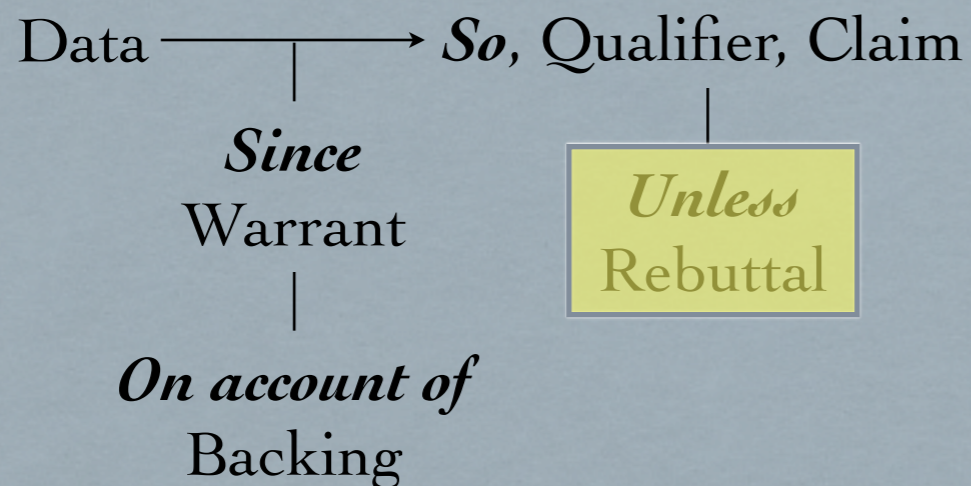 Data So, Qualifier, Claim
Since
Warrant
Unless
Rebuttal
On account of
Backing